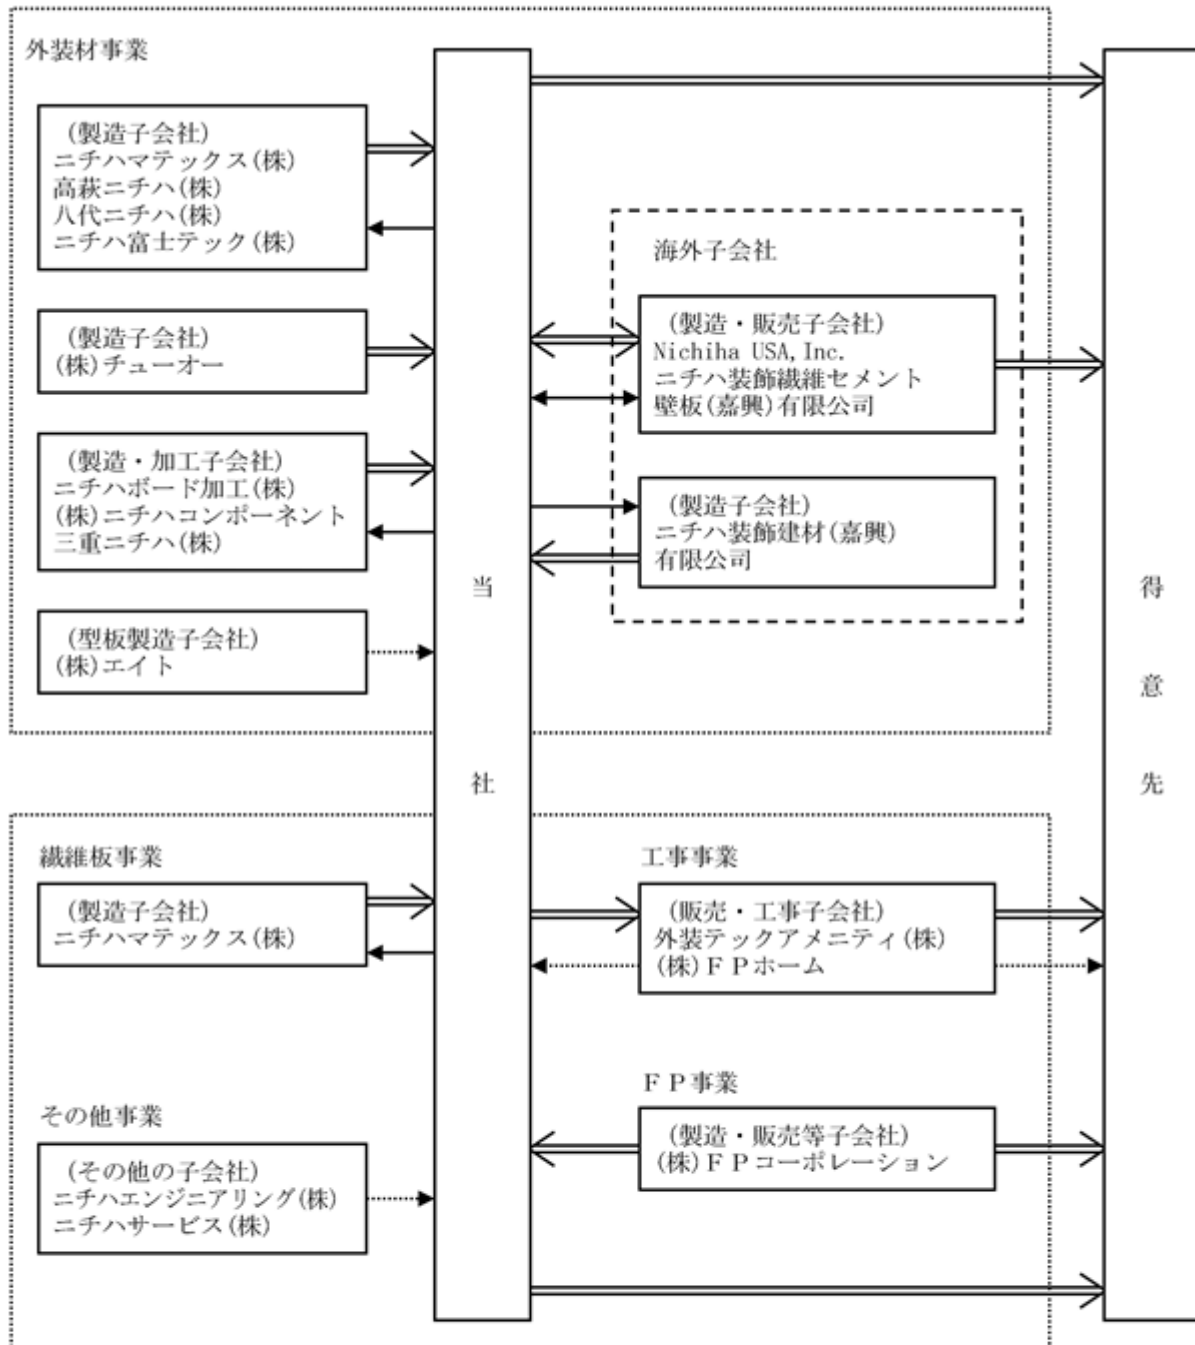 外装材事業
(製造子会社)
ニチハマテックス(株)
高萩ニチハ(株)
八代ニチハ(株)
ニチハ富士テック(株)
(製造子会社)
(株)チューオー
(製造・加工子会社)
ニチハボード加工(株)
(株)ニチハコンポーネント
三重ニチハ(株)
(型板製造子会社)
(株)エイト
当社
海外子会社
(製造・販売子会社)
Nichiha USA,Inc.
ニチハ装飾繊維セメント
壁板(嘉興)有限公司
(製造子会社)
ニチハ装飾建材(嘉興)
有限公司
得意先
繊維板事業
(製造子会社)
ニチハマテックス(株)
工事事業
(販売・工事子会社)
外装テックアメニティ(株)
(株)ＦＰホーム
ＦＰ事業
(製造・販売等子会社)
(株)ＦＰコーポレーション
その他事業
(その他の子会社)
ニチハエンジニアリング(株)
ニチハサービス(株)